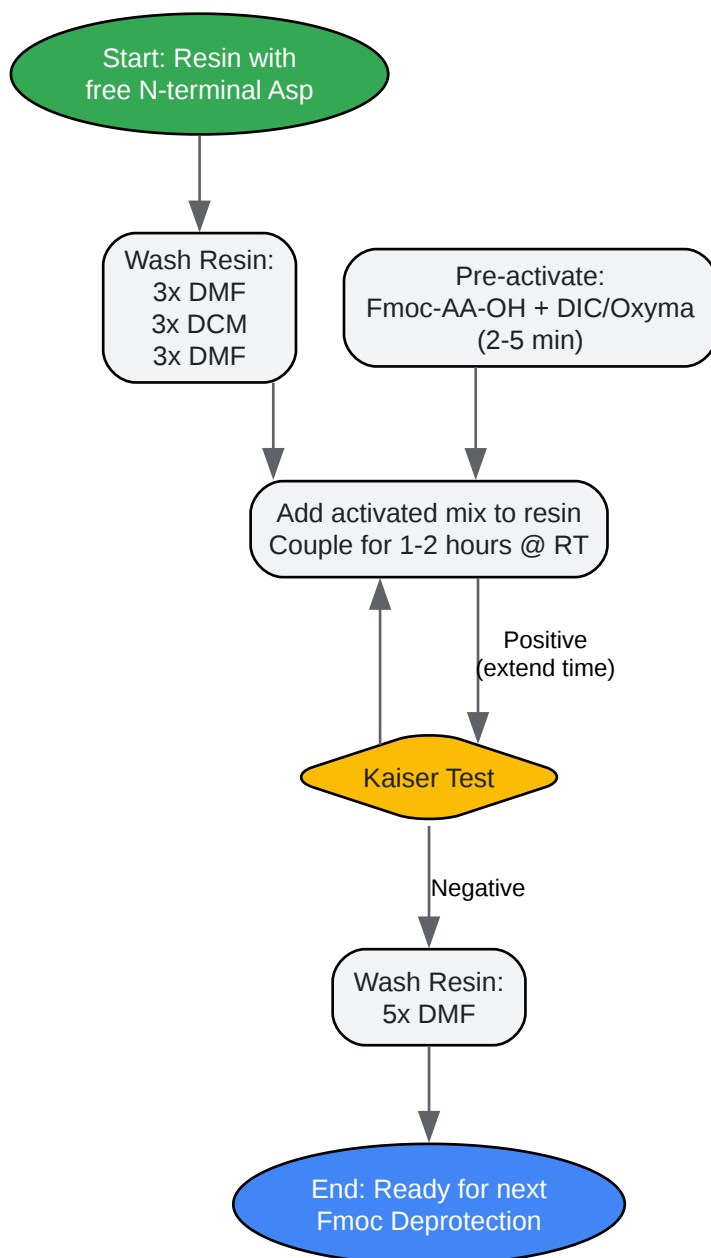 Start: Resin with
free N-terminal Asp
Wash Resin:
3x DMF
3x DCM
3x DMF
Pre-activate:
Fmoc-AA-OH + DIC/Oxyma
(2-5 min)
Add activated mix to resin
Couple for 1-2 hours @ RT
Positive
(extend time)
Kaiser Test
Negative
Wash Resin:
5x DMF
End: Ready for next
Fmoc Deprotection